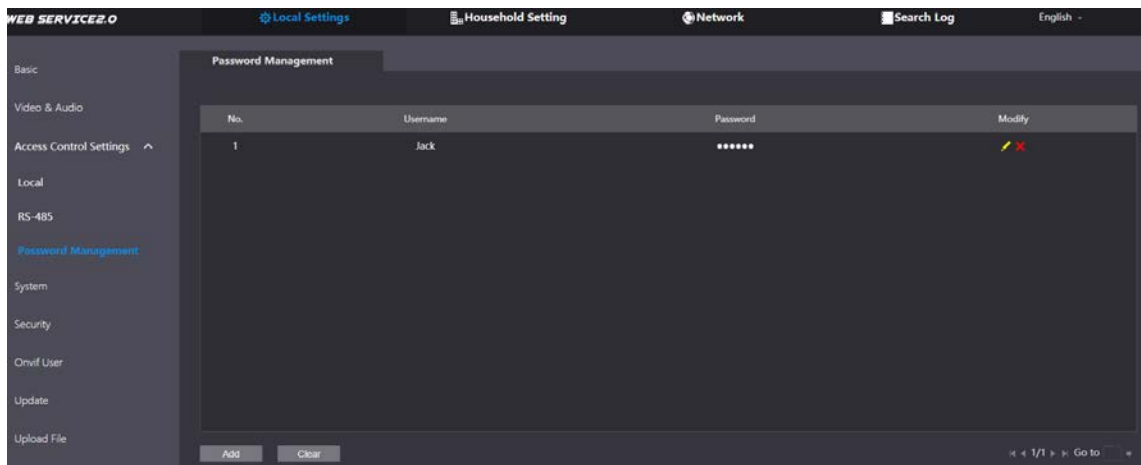 WEB SERVICE2.0 Local Settings Household Setting Network Search Log English
Password Management
Basic
Video & Audio
No. Username Password Modify
Access Control Settings 1 Jack ••••••
Local
RS-485
Password Management
System
Security
Onvif User
Update
Upload File
Add Clear 1/1 Go to